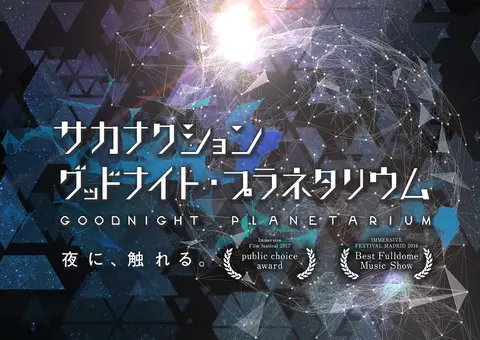 サカナクション
グッドナイト・プラネタリウム
GOODNIGHT PLANETARIUM
夜に、触れる。
Immersive
Film festival 2017
public choice
award
IMMERSIVE
FESTIVAL MADRID 2016
Best Fulldome
Music Show